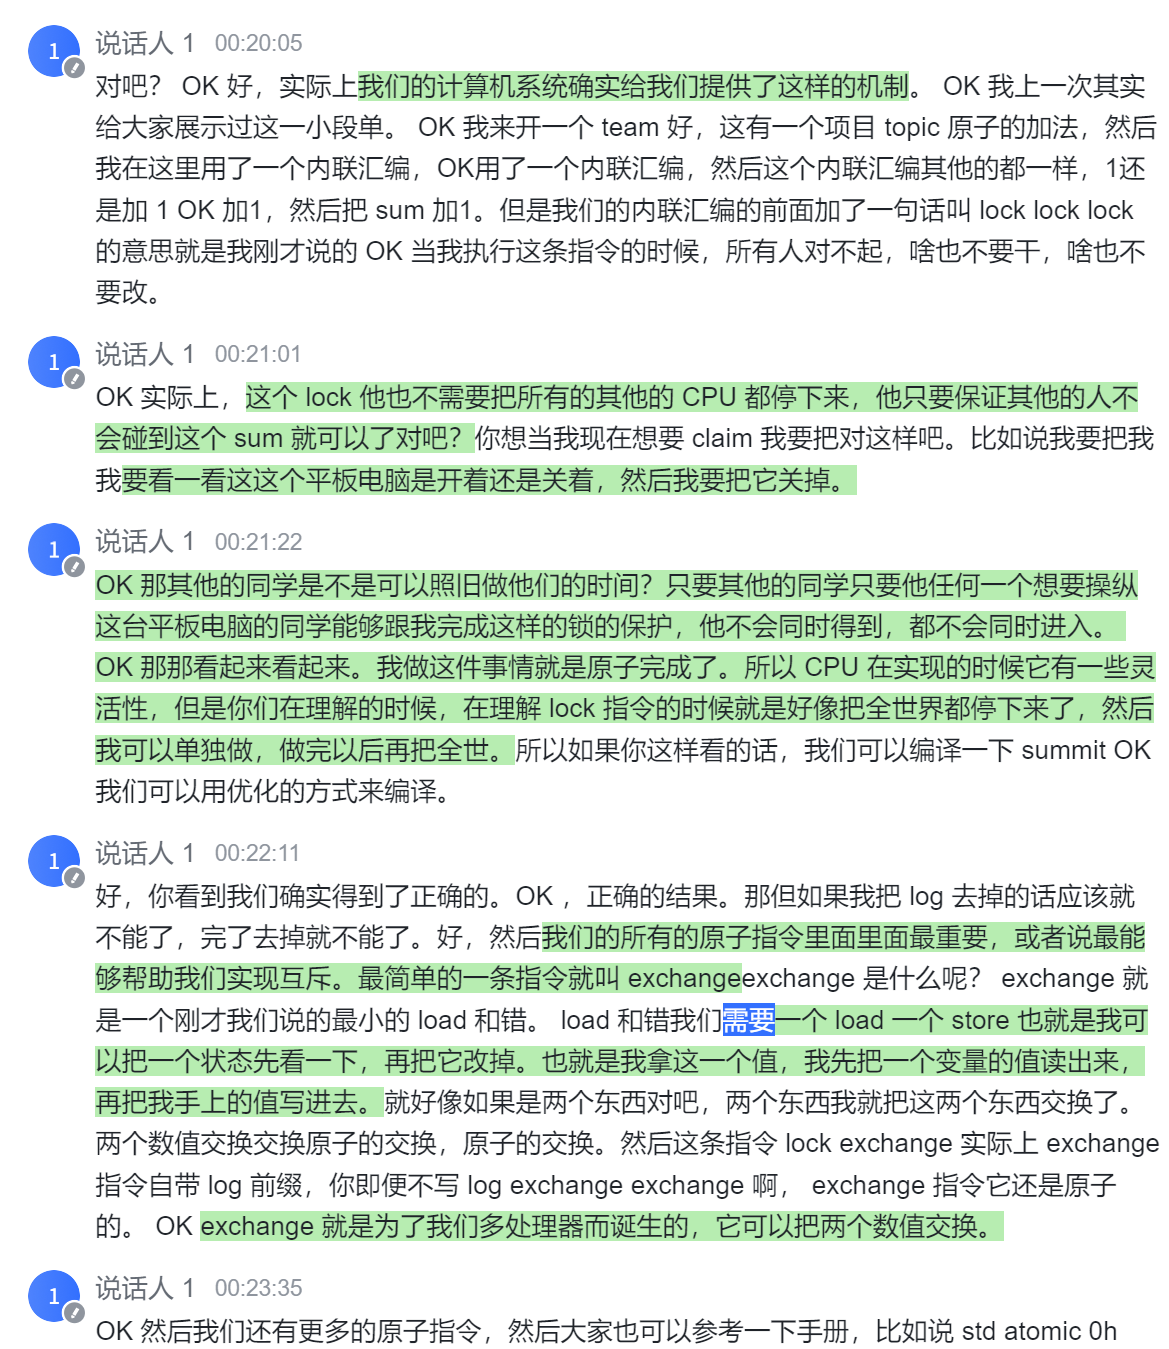 1 说话人 1 00:20:05
对吧？ OK 好，实际上我们的计算机系统确实给我们提供了这样的机制。 OK 我上一次其实
给大家展示过这一小段单。 OK 我来开一个 team 好，这有一个项目 topic 原子的加法，然后
我在这里用了一个内联汇编，OK用了一个内联汇编，然后这个内联汇编其他的都一样，1还
是加 1 OK 加1，然后把 sum 加1。但是我们的内联汇编的前面加了一句话叫 lock lock lock
的意思就是我刚才说的 OK 当我执行这条指令的时候，所有人对不起，啥也不要干，啥也不
要改。
1 说话人 1 00:21:01
OK 实际上，这个 lock 他也不需要把所有的其他的 CPU 都停下来，他只要保证其他的人不
会碰到这个 sum 就可以了对吧？你想当我现在想要 claim 我要把对这样吧。比如说我要把我
我要看一看这这个平板电脑是开着还是关着，然后我要把它关掉。
1 说话人 1 00:21:22
OK 那其他的同学是不是可以照旧做他们的时间？只要其他的同学只要他任何一个想要操纵
这台平板电脑的同学能够跟我完成这样的锁的保护，他不会同时得到，都不会同时进入。
OK 那那看起来看起来。我做这件事情就是原子完成了。所以 CPU 在实现的时候它有一些灵
活性，但是你们在理解的时候，在理解 lock 指令的时候就是好像把全世界都停下来了，然后
我可以单独做，做完以后再把全世。所以如果你这样看的话，我们可以编译一下 summit OK
我们可以用优化的方式来编译。
1 说话人 1 00:22:11
好，你看到我们确实得到了正确的。OK ，正确的结果。那但如果我把 log 去掉的话应该就
不能了，完了去掉就不能了。好，然后我们的所有的原子指令里面里面最重要，或者说最能
够帮助我们实现互斥。最简单的一条指令就叫 exchangeexchange 是什么呢？ exchange 就
是一个刚才我们说的最小的 load 和错。 load 和错我们需要一个 load 一个 store 也就是我可
以把一个状态先看一下，再把它改掉。也就是我拿这一个值，我先把一个变量的值读出来，
再把我手上的值写进去。就好像如果是两个东西对吧，两个东西我就把这两个东西交换了。
两个数值交换交换原子的交换，原子的交换。然后这条指令 lock exchange 实际上 exchange
指令自带 log 前缀，你即便不写 log exchange exchange 啊， exchange 指令它还是原子
的。 OK exchange 就是为了我们多处理器而诞生的，它可以把两个数值交换。
1 说话人 1 00:23:35
OK 然后我们还有更多的原子指令，然后大家也可以参考一下手册，比如说 std atomic 0h